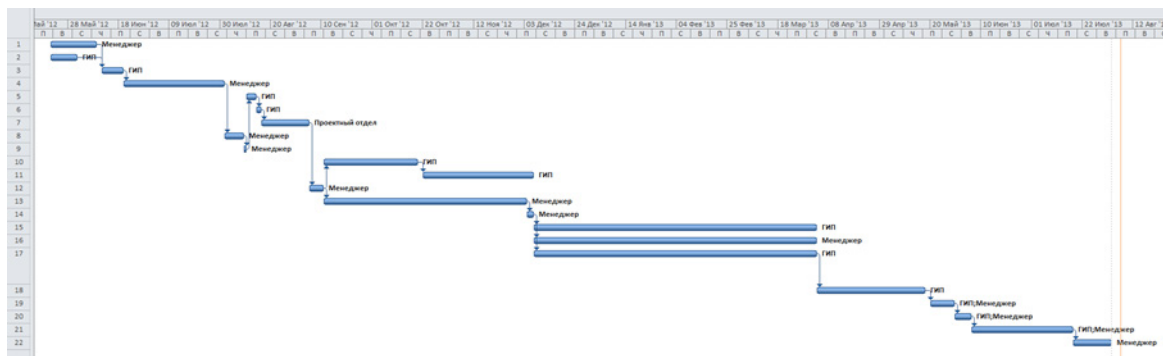 Май '12 28 Май '12 18 Июн '12 09 Июл '12 30 Июл '12 20 Авг '12 10 Сен '12 01 Окт '12 22 Окт '12 12 Ноя '12 03 Дек '12 24 Дек '12 14 Янв '13 04 Фев '13 25 Фев '13 18 Мар '13 08 Апр '13 29 Апр '13 20 Май '13 10 Июн '13 01 Июл '13 22 Июл '13 12 Авг '1
П В С Ч П В С Ч П В С Ч П В С Ч П В С Ч П В С Ч П В С Ч П В С Ч П В С Ч П В С Ч П В С Ч П В
1 Менеджер
2 ГИП
3 ГИП
4 Менеджер
5 ГИП
6 ГИП
7 Проектный отдел
8 Менеджер
9 Менеджер
10 ГИП
11 ГИП
12 Менеджер
13 Менеджер
14 Менеджер
15 ГИП
16 Менеджер
17 ГИП
18 ГИП
19 ГИП;Менеджер
20 ГИП;Менеджер
21 ГИП;Менеджер
22 Менеджер